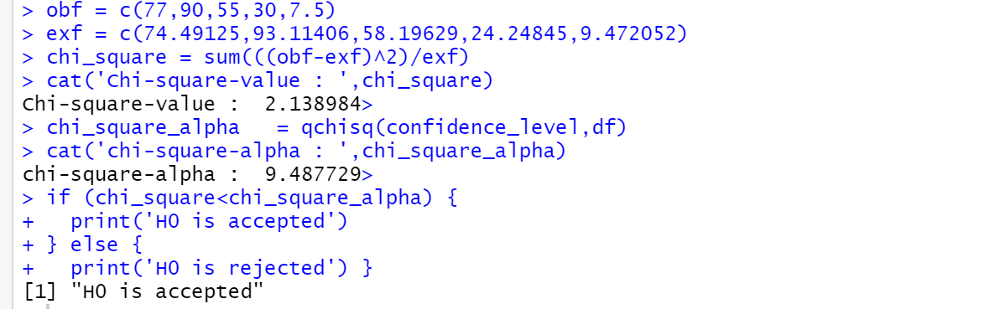 > obf = c(77,90,55,30,7.5)
> exf = c(74.49125,93.11406,58.19629,24.24845,9.472052)
> chi_square = sum(((obf-exf)^2)/exf)
> cat('Chi-square-value : ',chi_square)
Chi-square-value :  2.138984>
> chi_square_alpha   = qchisq(confidence_level,df)
> cat('chi-square-alpha : ',chi_square_alpha)
chi-square-alpha :  9.487729>
> if (chi_square<chi_square_alpha) {
+   print('H0 is accepted')
+ } else {
+   print('H0 is rejected') }
[1] "H0 is accepted"